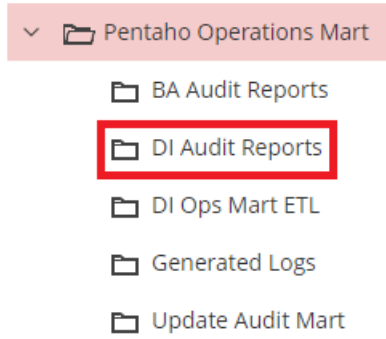 Pentaho Operations Mart
BA Audit Reports
DI Audit Reports
DI Ops Mart ETL
Generated Logs
Update Audit Mart